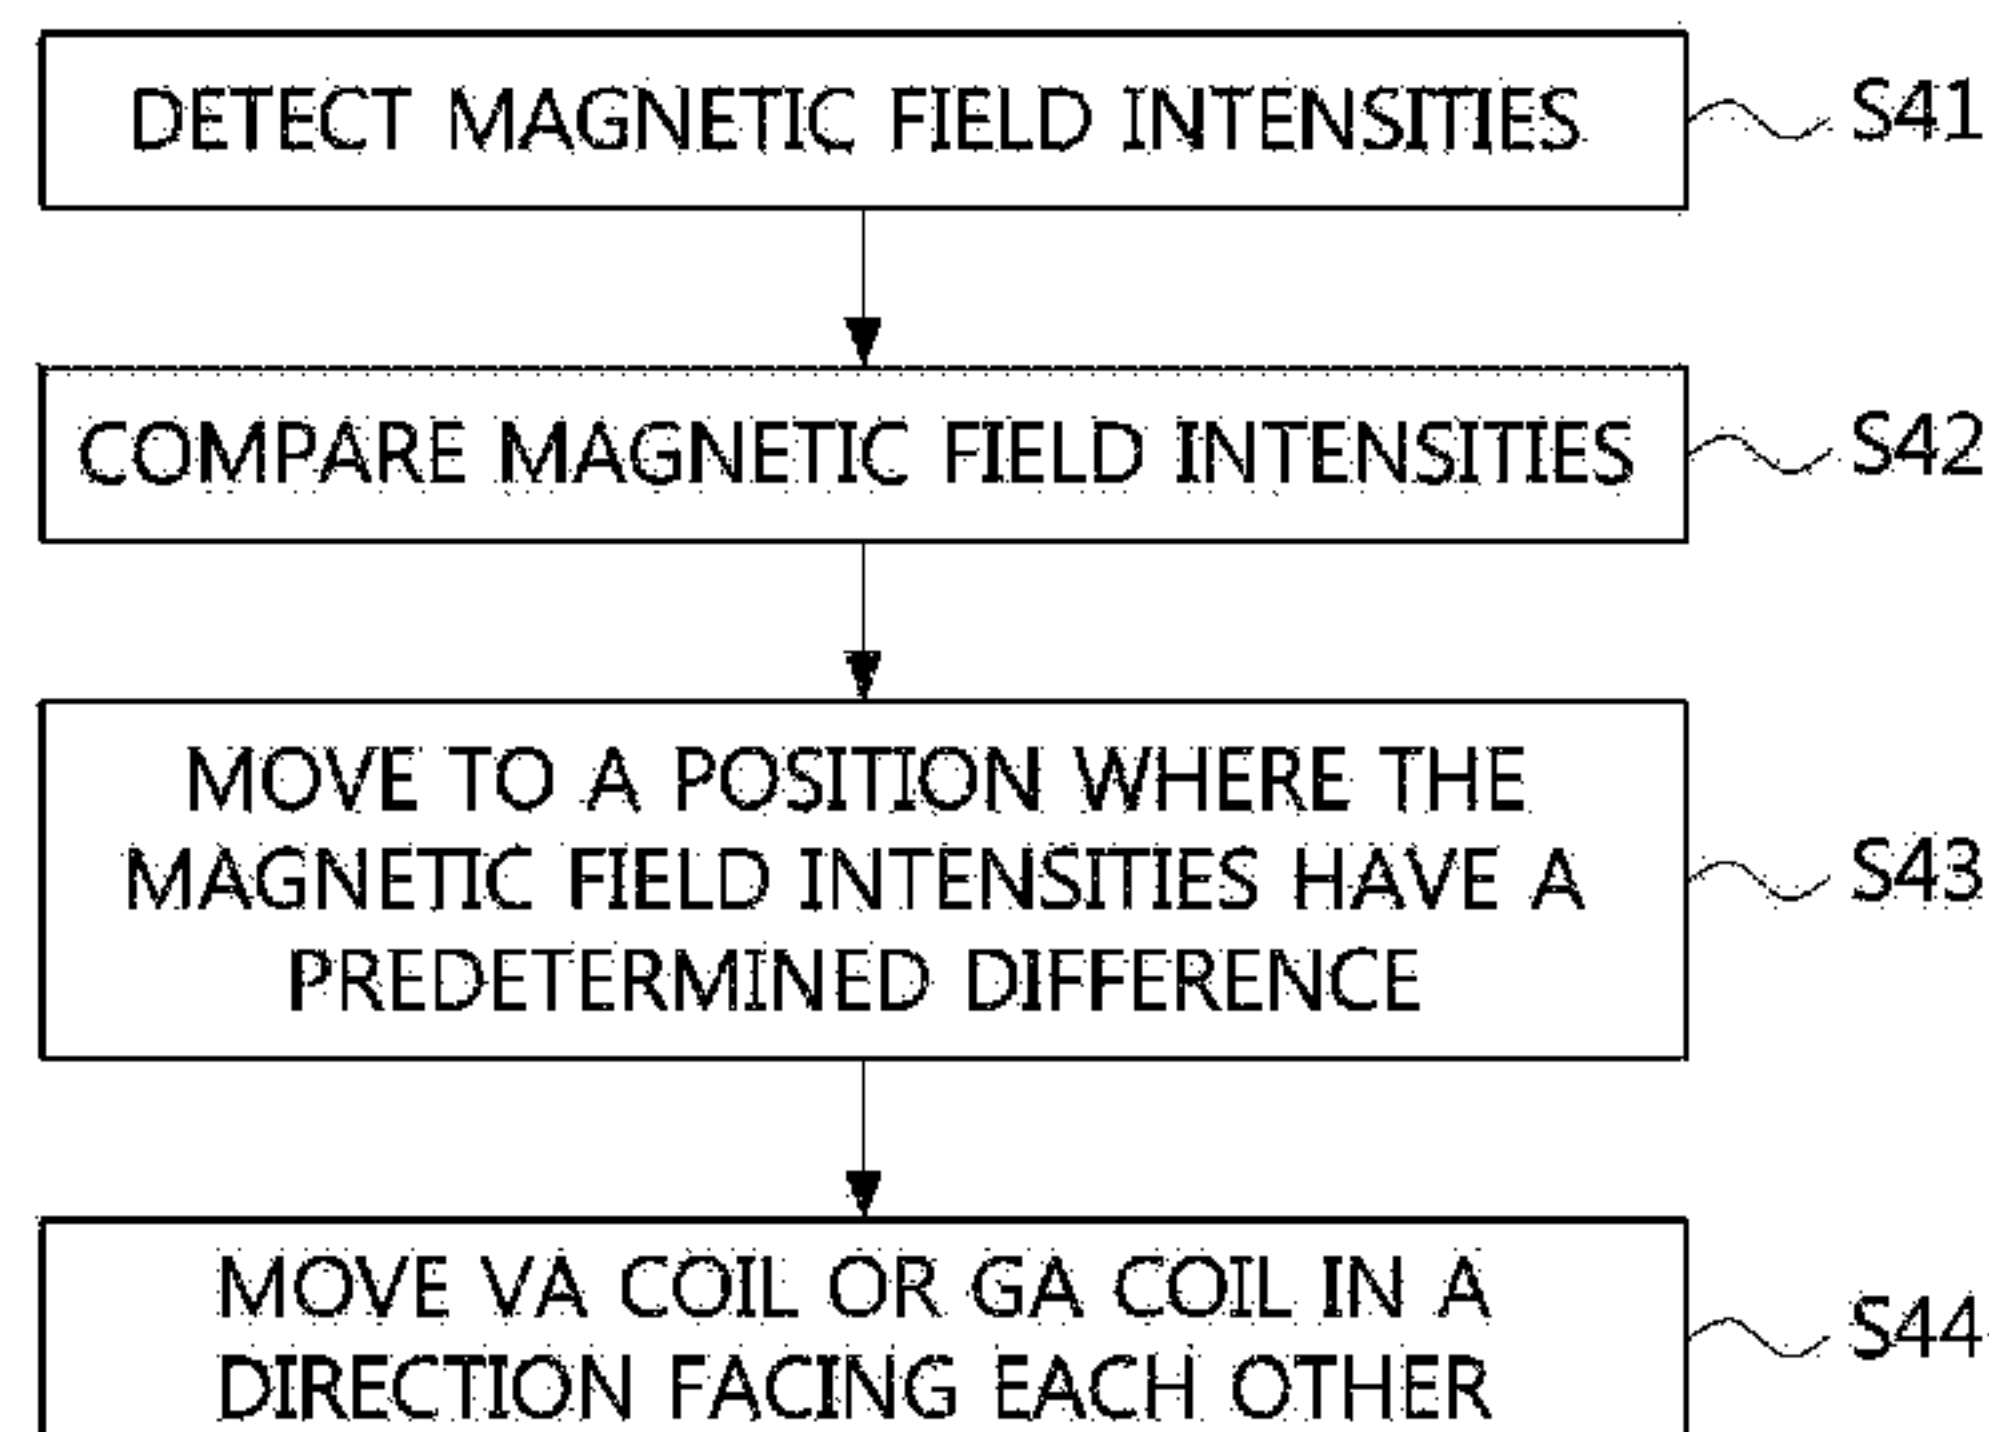 DETECT MAGNETIC FIELD INTENSITIES
S41
COMPARE MAGNETIC FIELD INTENSITIES
S42
MOVE TO A POSITION WHERE THE
MAGNETIC FIELD INTENSITIES HAVE A
PREDETERMINED DIFFERENCE
S43
MOVE VA COIL OR GA COIL IN A
DIRECTION FACING EACH OTHER
S44